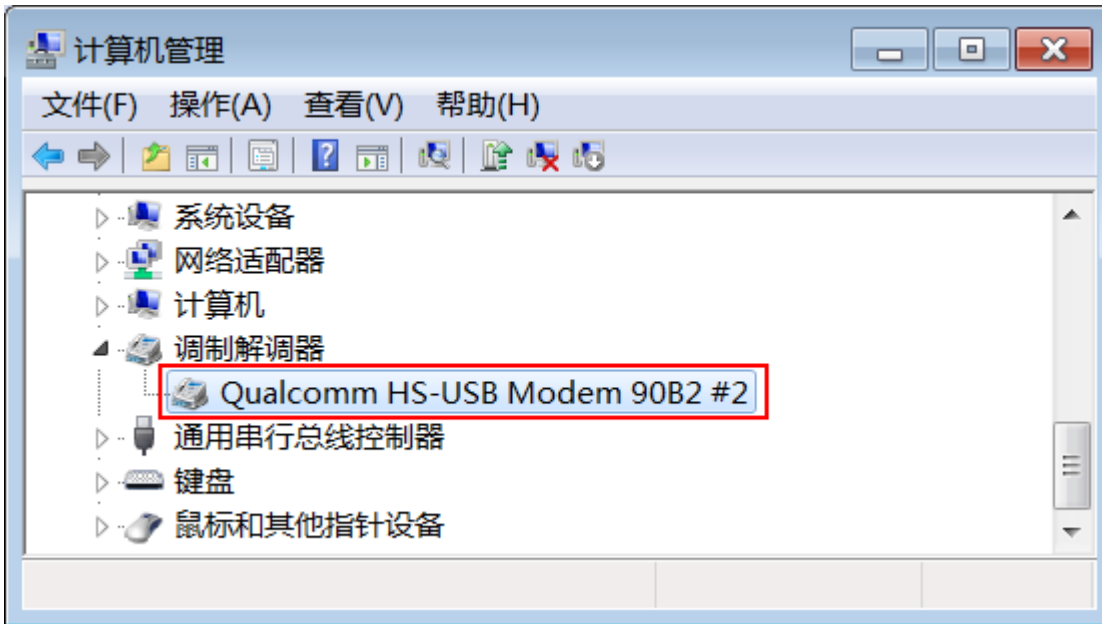 计算机管理
文件(F) 操作(A) 查看(V) 帮助(H)
系统设备
网络适配器
计算机
调制解调器
Qualcomm HS-USB Modem 90B2 #2
通用串行总线控制器
键盘
鼠标和其他指针设备